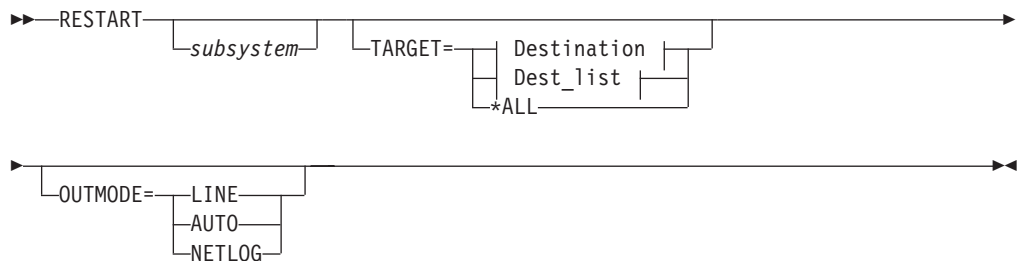 RESTART
subsystem
TARGET=
Destination
Dest_list
*ALL
OUTMODE=
LINE
AUTO
NETLOG